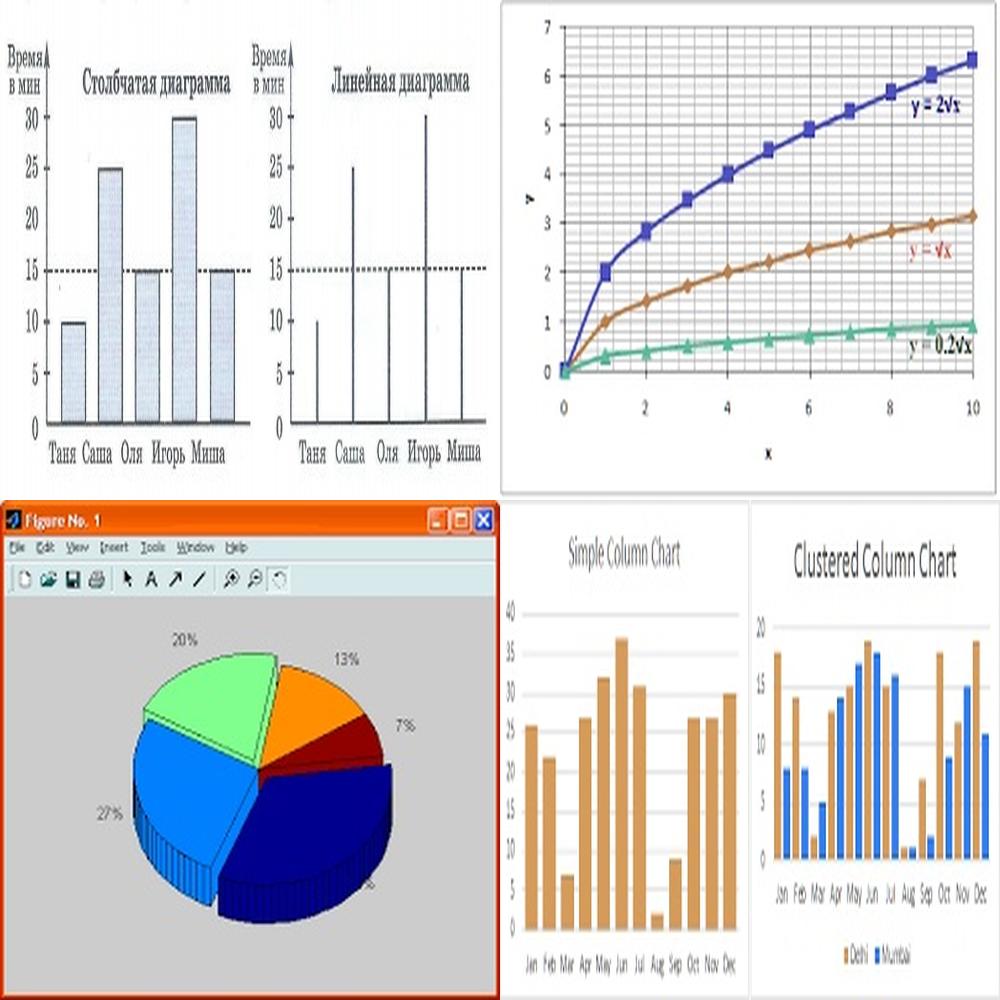 Время
в мин
Столбчатая диаграмма
30
25
20
15
10
5
0
Таня Саша Оля Игорь Миша
Время
в мин
Линейная диаграмма
30
25
20
15
10
5
0
Таня Саша Оля Игорь Миша
7
6
5
4
3
2
1
0
y = 2√x
y = √x
y = 0.2√x
0 2 4 6 8 10
y
x
Figure No. 1
File Edit View Insert Tools Window Help
A
20%
13%
7%
27%
%
Simple Column Chart
40
35
30
25
20
15
10
5
0
Jan Feb Mar Apr May Jun Jul Aug Sep Oct Nov Dec
Clustered Column Chart
20
15
10
5
0
Jan Feb Mar Apr May Jun Jul Aug Sep Oct Nov Dec
Delhi Mumbai